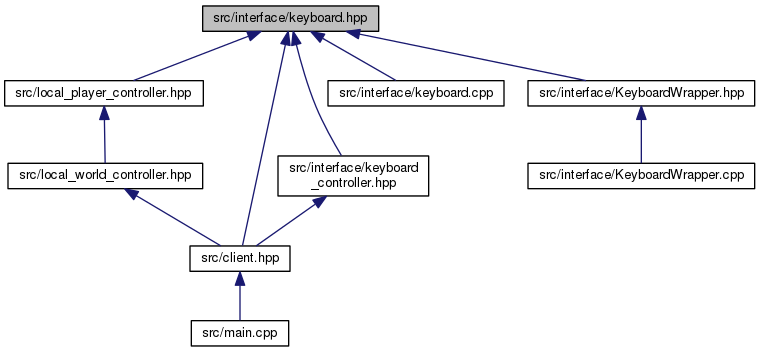 src/interface/keyboard.hpp
src/local_player_controller.hpp
src/interface/keyboard.cpp
src/interface/KeyboardWrapper.hpp
src/local_world_controller.hpp
src/interface/keyboard
_controller.hpp
src/interface/KeyboardWrapper.cpp
src/client.hpp
src/main.cpp